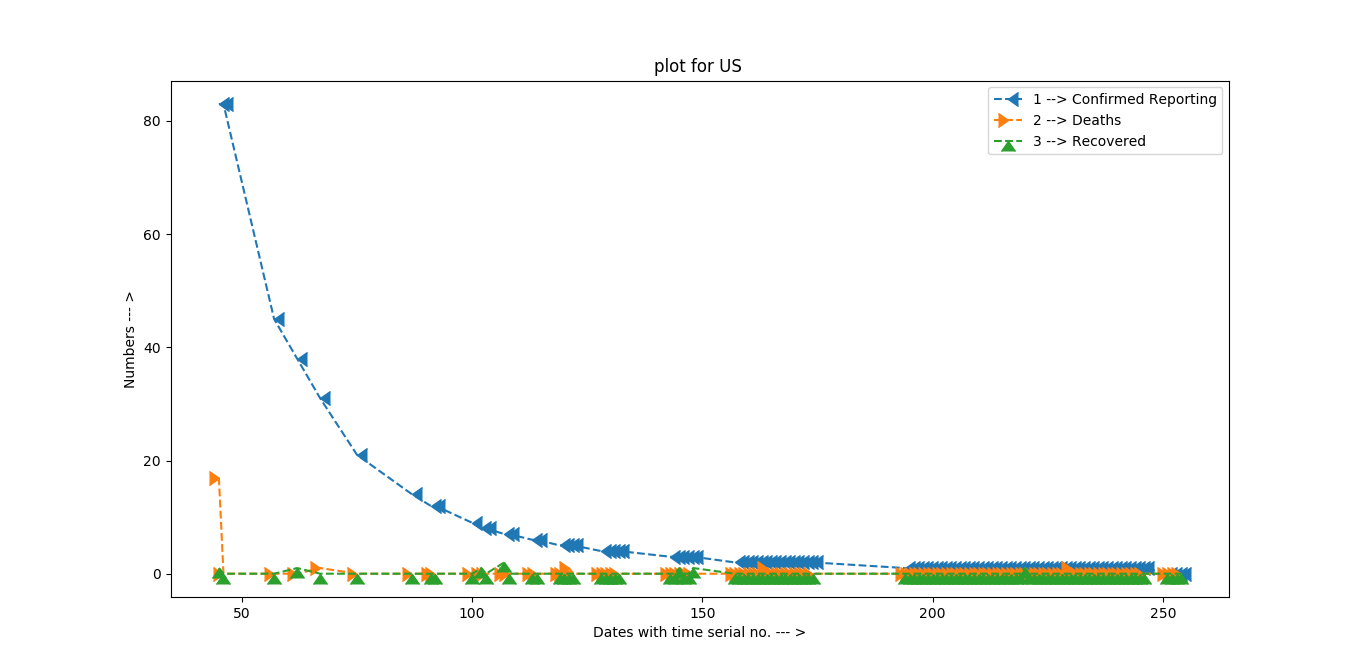 plot for US
1 --> Confirmed Reporting
2 --> Deaths
3 --> Recovered
Numbers --- >
80
60
40
20
0
50
100
150
200
250
Dates with time serial no. --- >